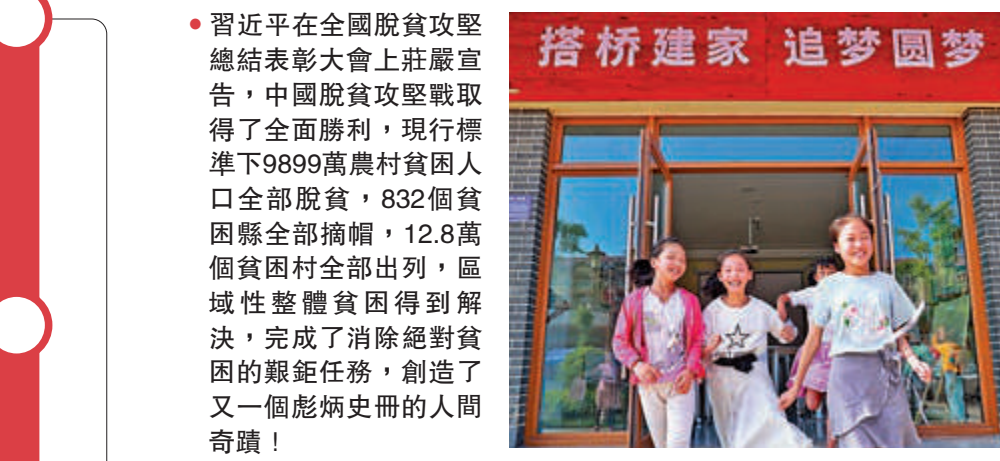 • 習近平在全國脫貧攻堅
總結表彰大會上莊嚴宣
告，中國脫貧攻堅戰取
得了全面勝利，現行標
準下9899萬農村貧困人
口全部脫貧，832個貧
困縣全部摘帽，12.8萬
個貧困村全部出列，區
域性整體貧困得到解
決，完成了消除絕對貧
困的艱鉅任務，創造了
又一個彪炳史冊的人間
奇蹟！
搭桥建家 追梦圆梦